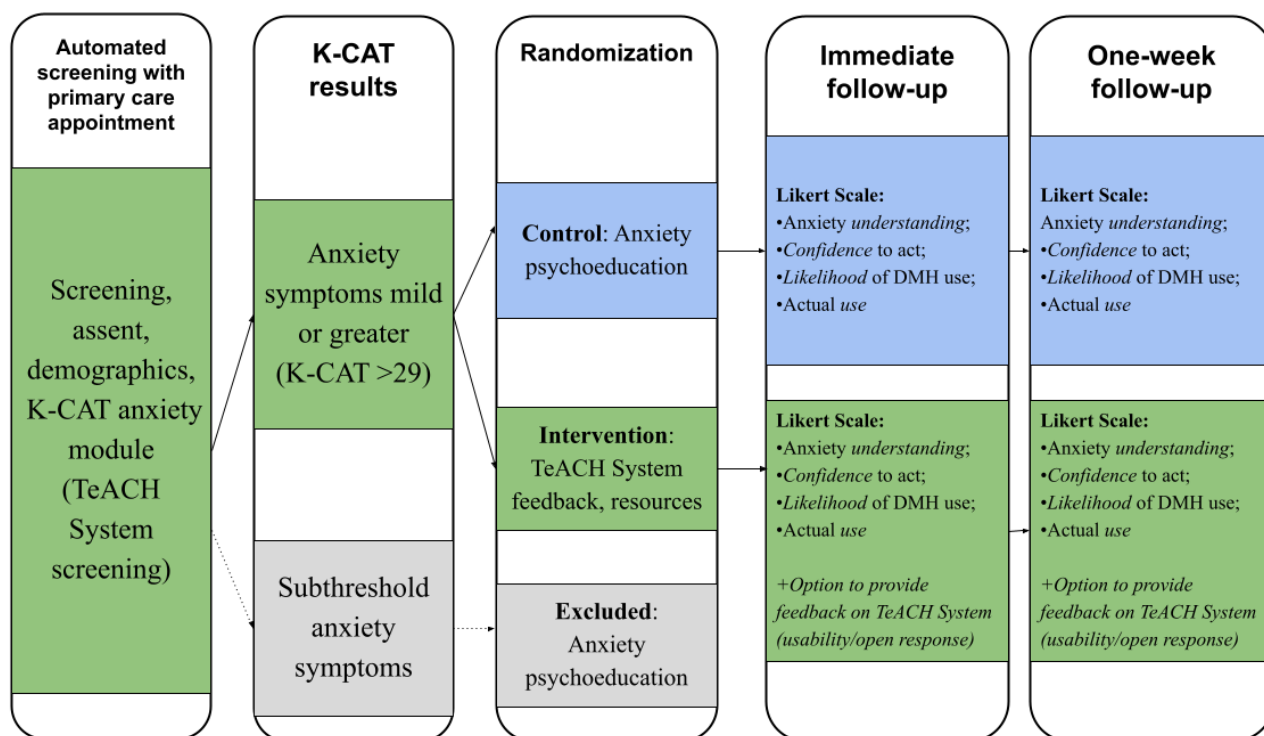 Automated
screening with
primary care
appointment
Screening,
assent,
demographics,
K-CAT anxiety
module
(TeACH
System
screening)
K-CAT
results
Anxiety
symptoms mild
or greater
(K-CAT >29)
Subthreshold
anxiety
symptoms
Randomization
Control: Anxiety
psychoeducation
Intervention:
TeACH System
feedback, resources
Excluded:
Anxiety
psychoeducation
Immediate
follow-up
Likert Scale:
•Anxiety understanding;
•Confidence to act;
•Likelihood of DMH use;
•Actual use
Likert Scale:
•Anxiety understanding;
•Confidence to act;
•Likelihood of DMH use;
•Actual use
+Option to provide
feedback on TeACH System
(usability/open response)
One-week
follow-up
Likert Scale:
Anxiety understanding;
•Confidence to act;
•Likelihood of DMH use;
•Actual use
Likert Scale:
•Anxiety understanding;
•Confidence to act;
•Likelihood of DMH use;
•Actual use
+Option to provide
feedback on TeACH System
(usability/open response)